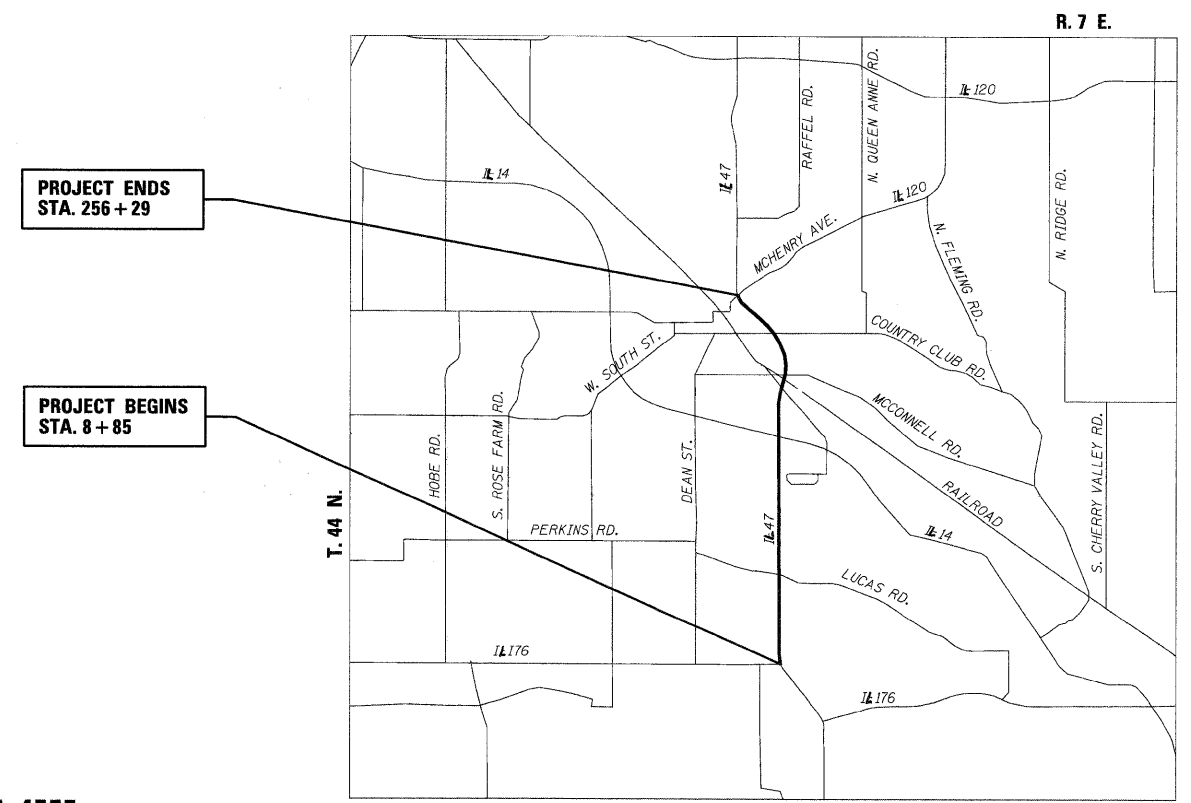 R. 7 E.
PROJECT ENDS
STA. 256 + 29
PROJECT BEGINS
STA. 8 + 85
T. 44 N.
IL 14
IL 47
RAFFEL RD.
N. QUEEN ANNE RD.
IL 120
IL 120
MCHENRY AVE.
N. FLEMING RD.
N. RIDGE RD.
COUNTRY CLUB RD.
W. SOUTH ST.
MCCONNELL RD.
HOBE RD.
S. ROSE FARM RD.
DEAN ST.
S. CHERRY VALLEY RD.
RAILROAD
PERKINS RD.
IL 47
IL 14
LUCAS RD.
IL 176
IL 176